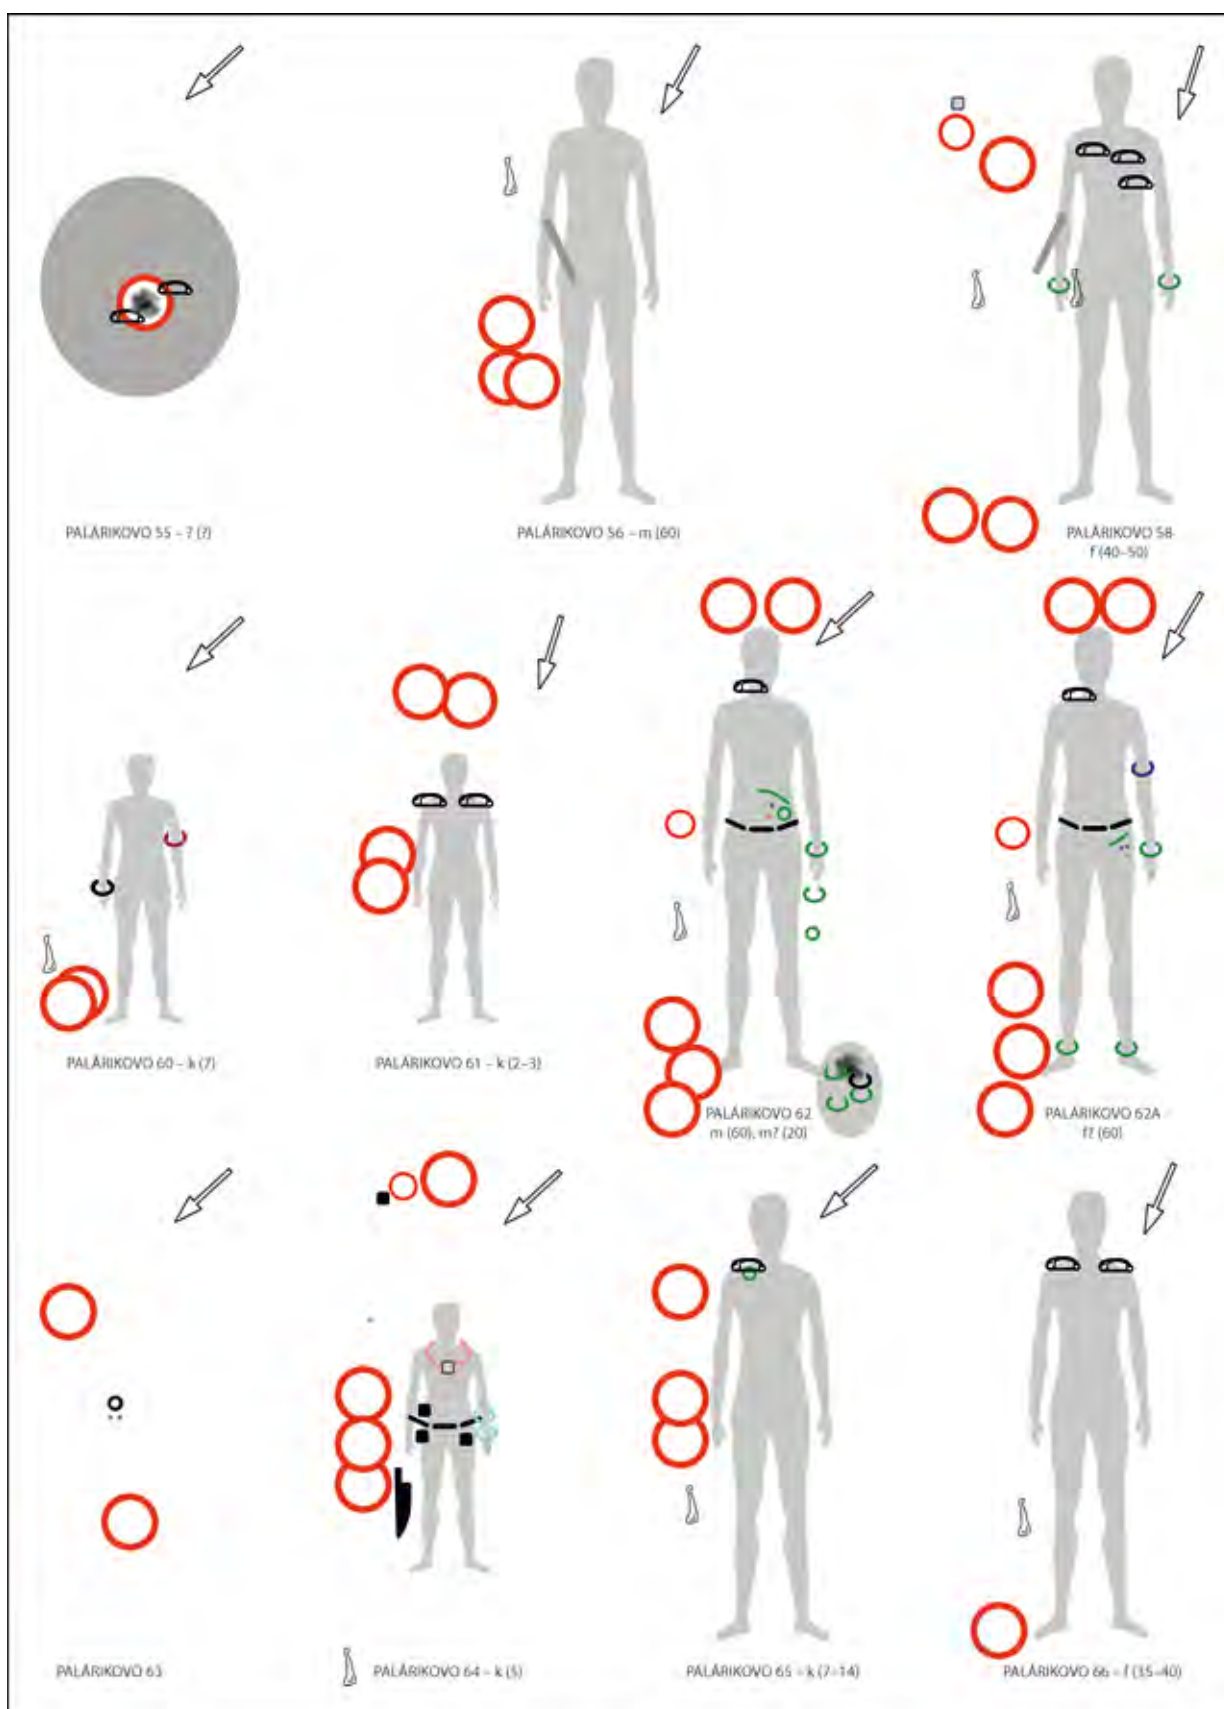 PALÁRIKOVO 55 – ? (?)
PALÁRIKOVO 56 – m (60)
PALÁRIKOVO 58
f (40–50)
PALÁRIKOVO 60 – k (7)
PALÁRIKOVO 61 – k (2–3)
PALÁRIKOVO 62
m (60), m? (20)
PALÁRIKOVO 62A
f? (60)
PALÁRIKOVO 63
PALÁRIKOVO 64 – k (5)
PALÁRIKOVO 65 – k (7–14)
PALÁRIKOVO 66 – f (35–40)